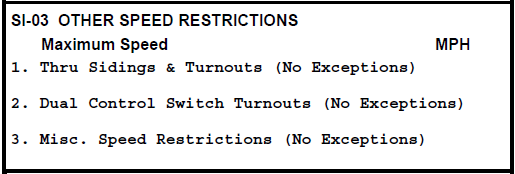 SI-03 OTHER SPEED RESTRICTIONS
Maximum Speed MPH
1. Thru Sidings & Turnouts (No Exceptions)
2. Dual Control Switch Turnouts (No Exceptions)
3. Misc. Speed Restrictions (No Exceptions)